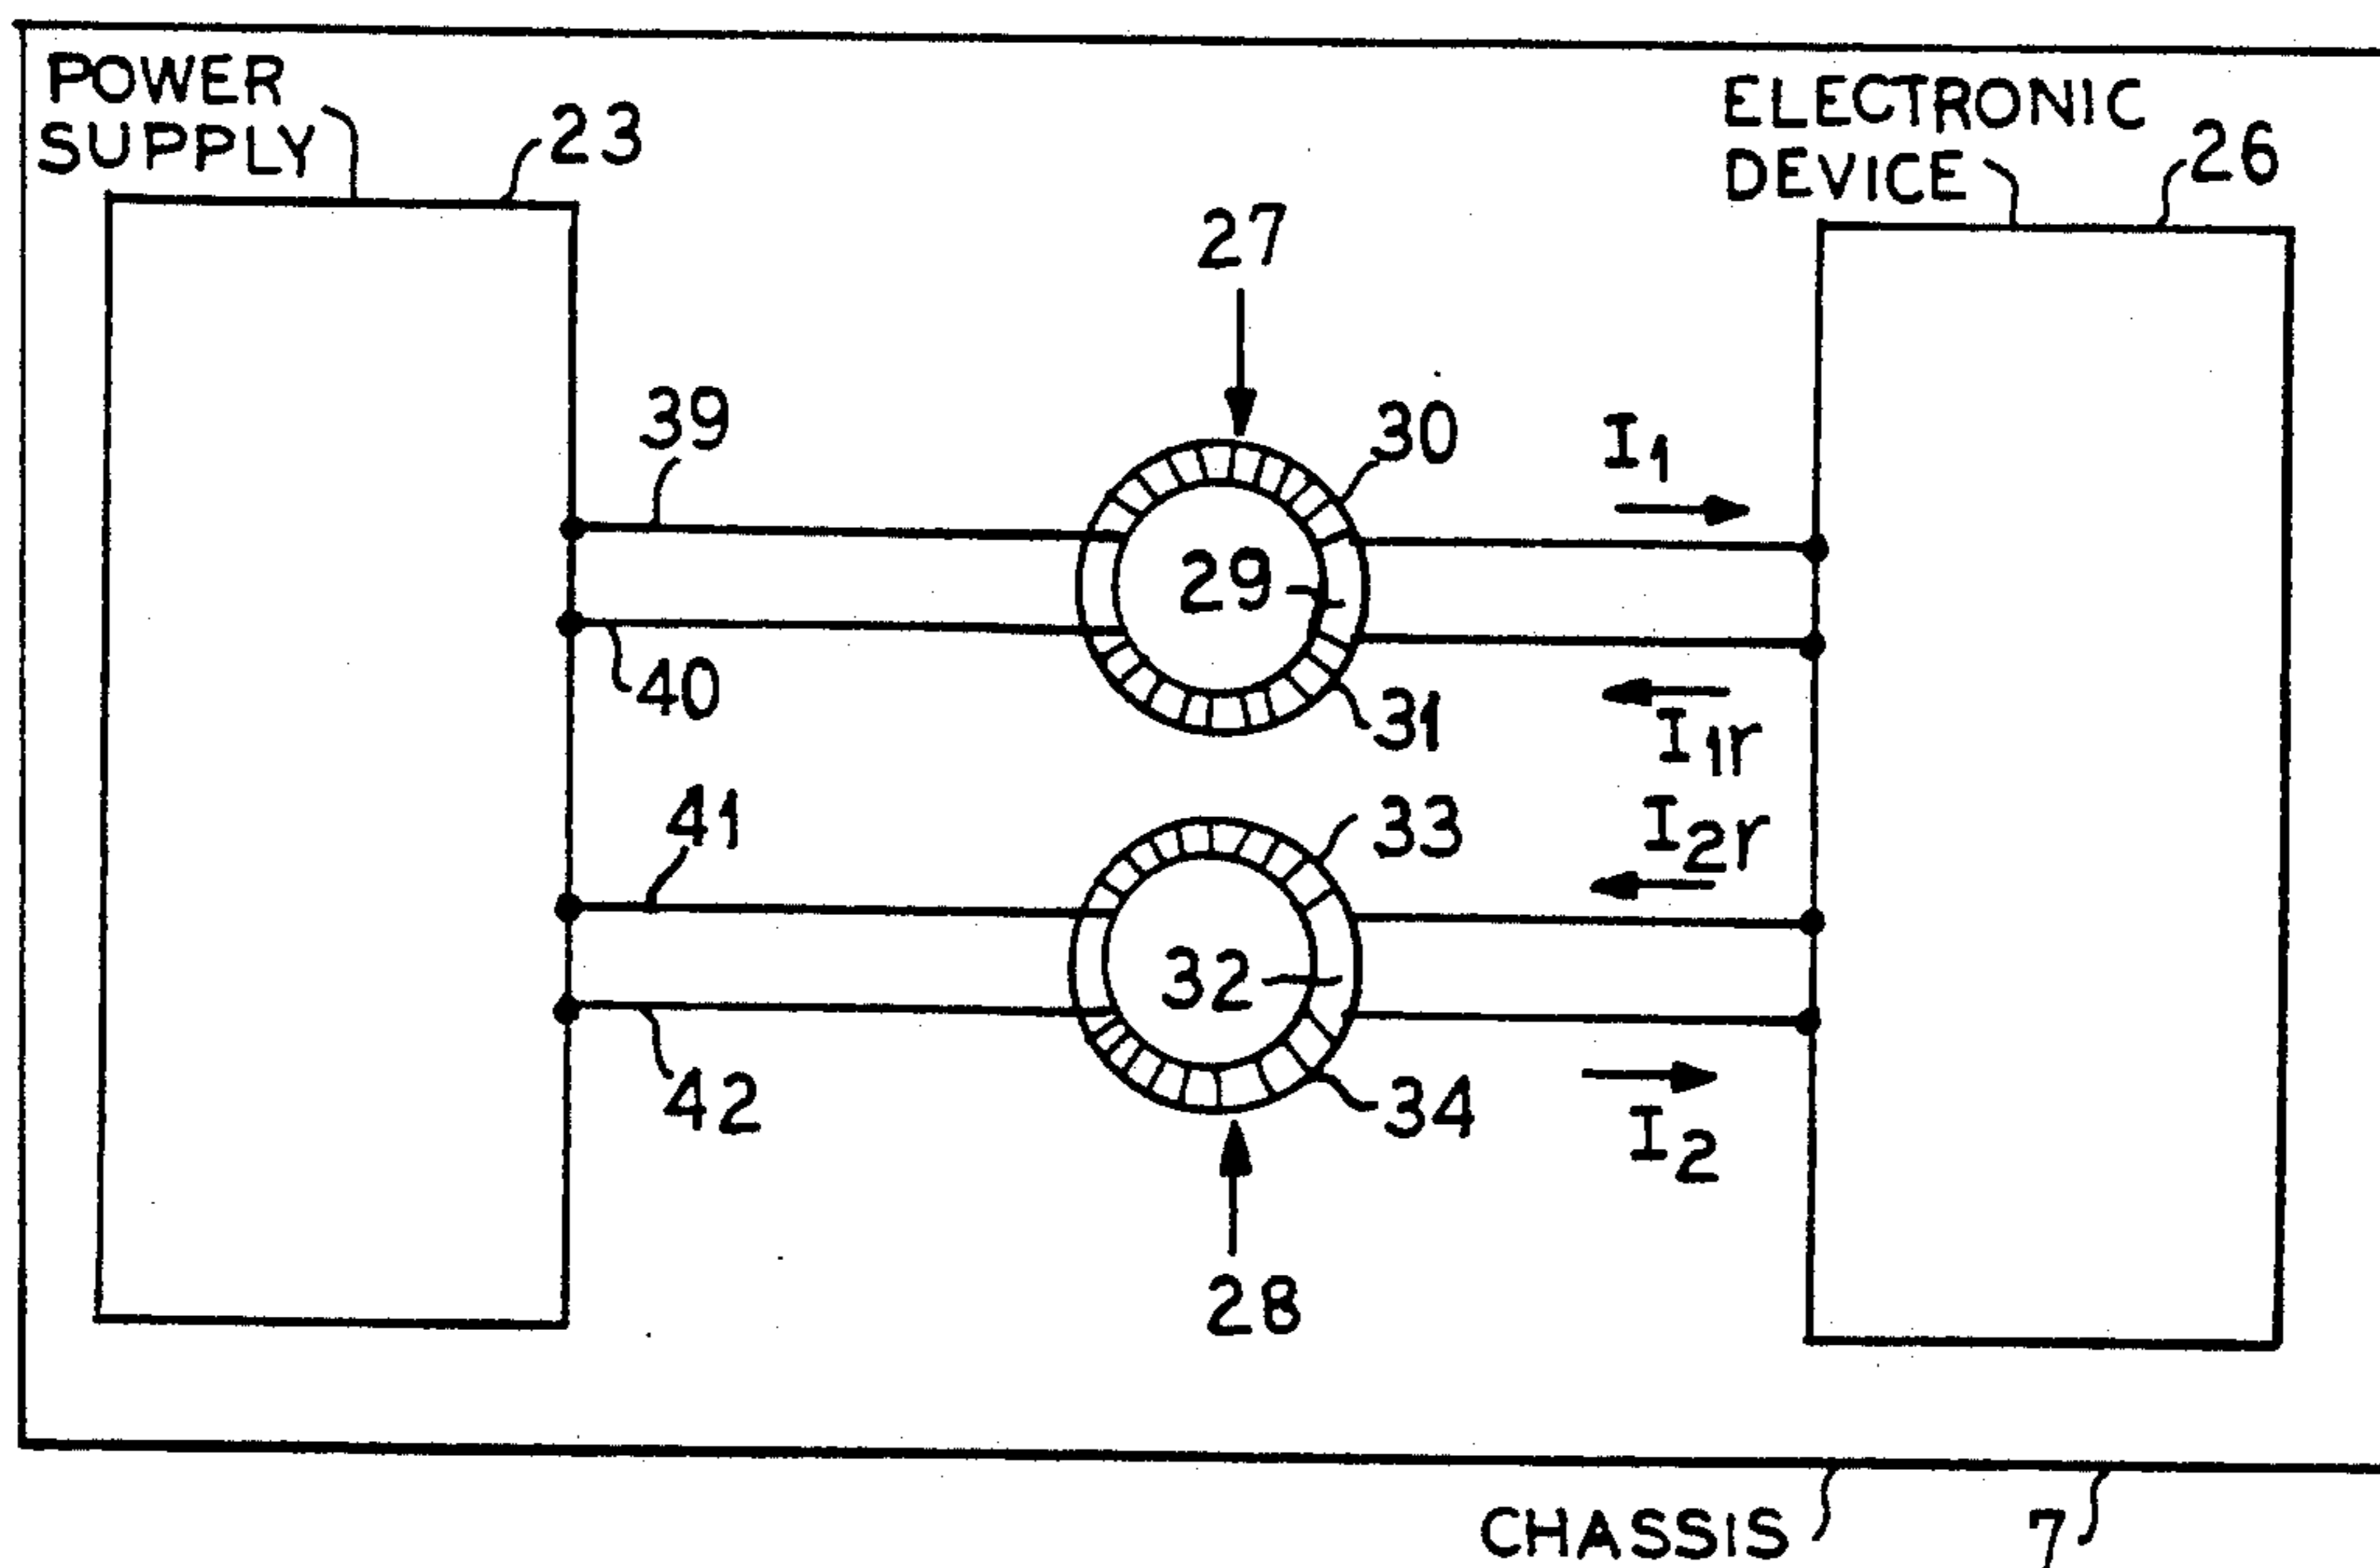 POWER
SUPPLY
23
ELECTRONIC
DEVICE
26
27
39
30
I1
29
40
31
I1r
41
33
I2r
32
42
34
I2
28
CHASSIS
7